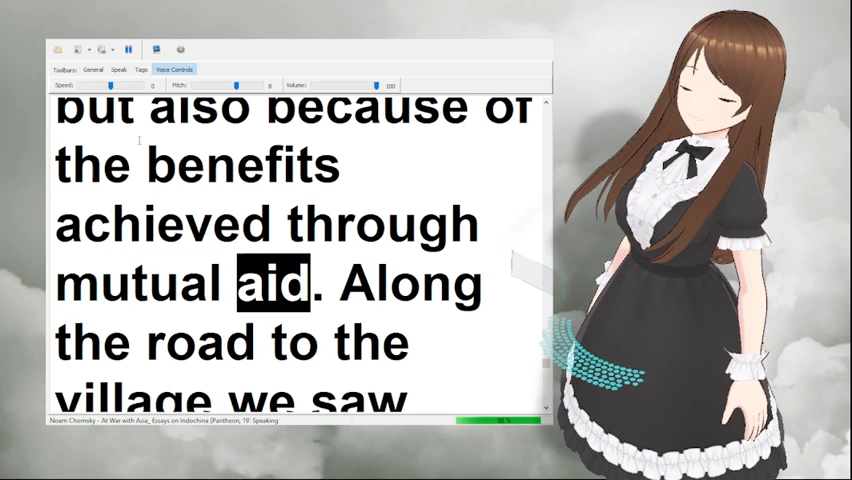 Toolbars: General Speak Tags Voice Controls
Speed: 0 Pitch: 8 Volume: 100
but also because of
the benefits
achieved through
mutual aid. Along
the road to the
village we saw
Noam Chomsky - At War with Asia_ Essays on Indochina (Pantheon, 19 Speaking
88 %